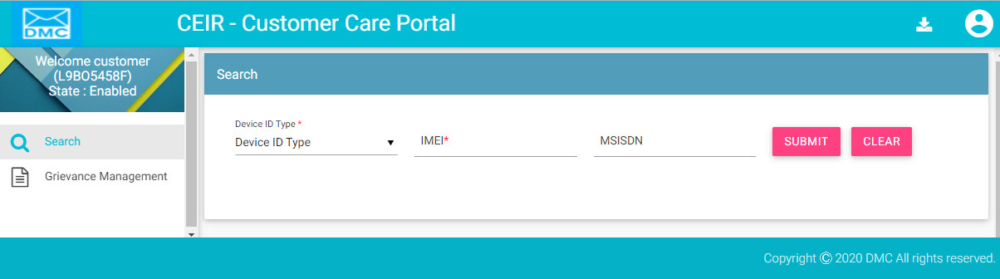 DMC
CEIR - Customer Care Portal
Welcome customer
(L9BO5458F)
State : Enabled
Search
Grievance Management
Search
Device ID Type *
Device ID Type
IMEI*
MSISDN
SUBMIT
CLEAR
Copyright © 2020 DMC All rights reserved.